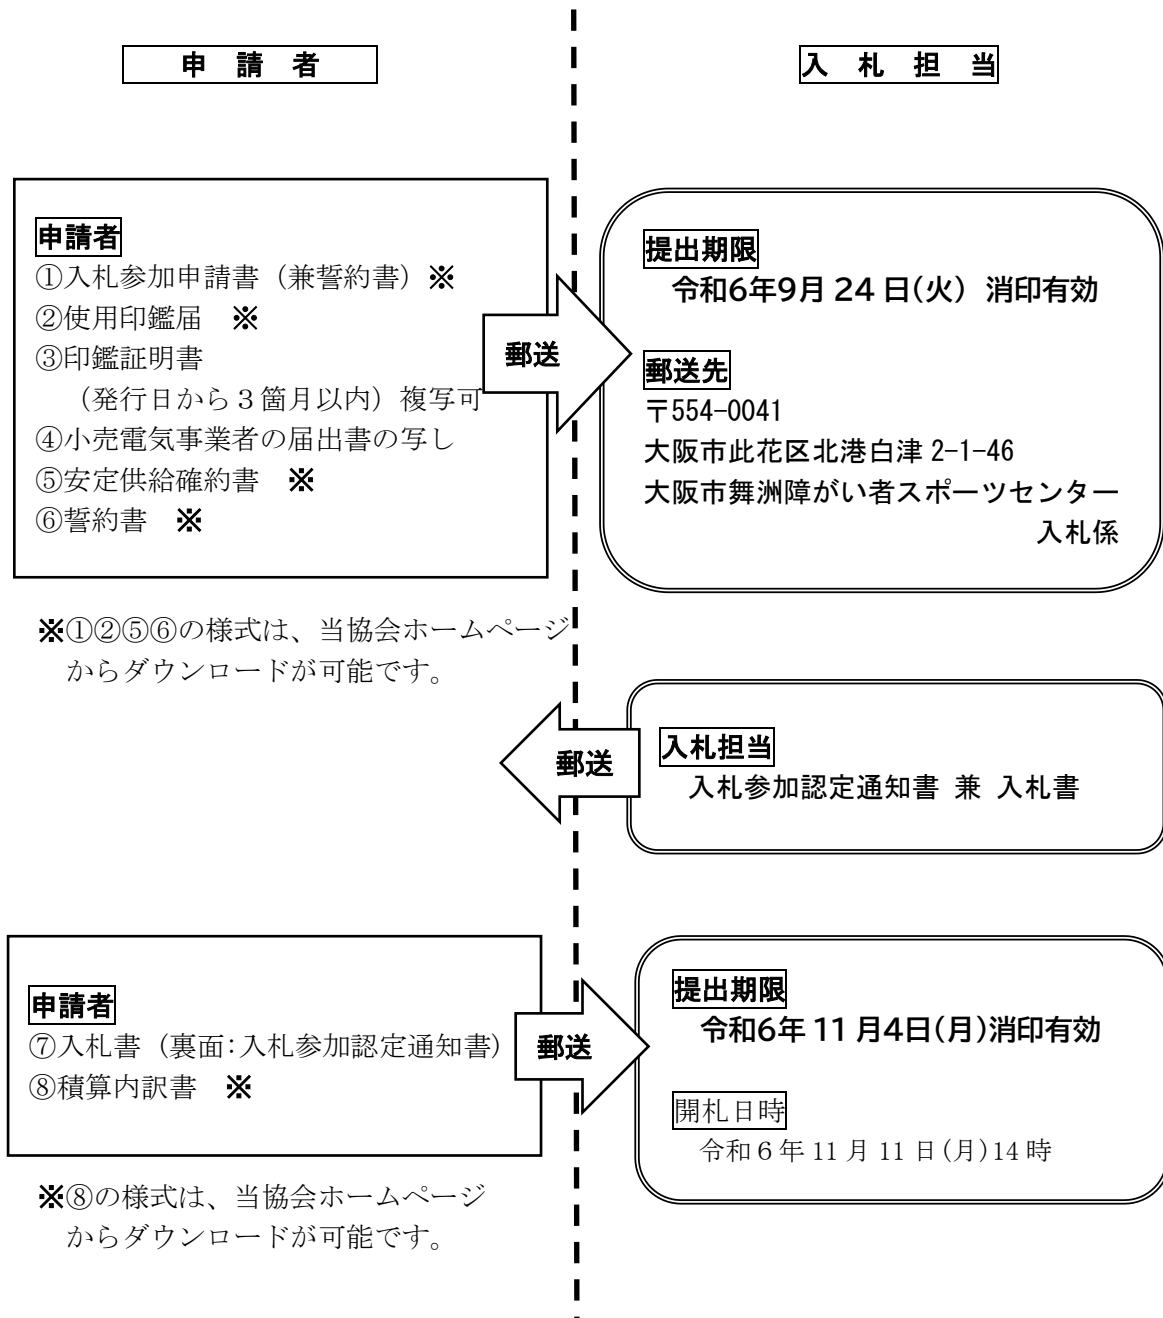 申 請 者
入 札 担 当
申請者
①入札参加申請書（兼誓約書）※
②使用印鑑届 ※
③印鑑証明書
（発行日から３箇月以内）複写可
④小売電気事業者の届出書の写し
⑤安定供給確約書 ※
⑥誓約書 ※
郵送
提出期限
令和6年9月 24 日(火) 消印有効
郵送先
〒554-0041
大阪市此花区北港白津 2-1-46
大阪市舞洲障がい者スポーツセンター
入札係
※①②⑤⑥の様式は、当協会ホームページ
からダウンロードが可能です。
郵送
入札担当
入札参加認定通知書 兼 入札書
申請者
⑦入札書（裏面:入札参加認定通知書）
⑧積算内訳書 ※
郵送
提出期限
令和6年 11 月4日(月)消印有効
開札日時
令和６年 11 月 11 日(月)14 時
※⑧の様式は、当協会ホームページ
からダウンロードが可能です。